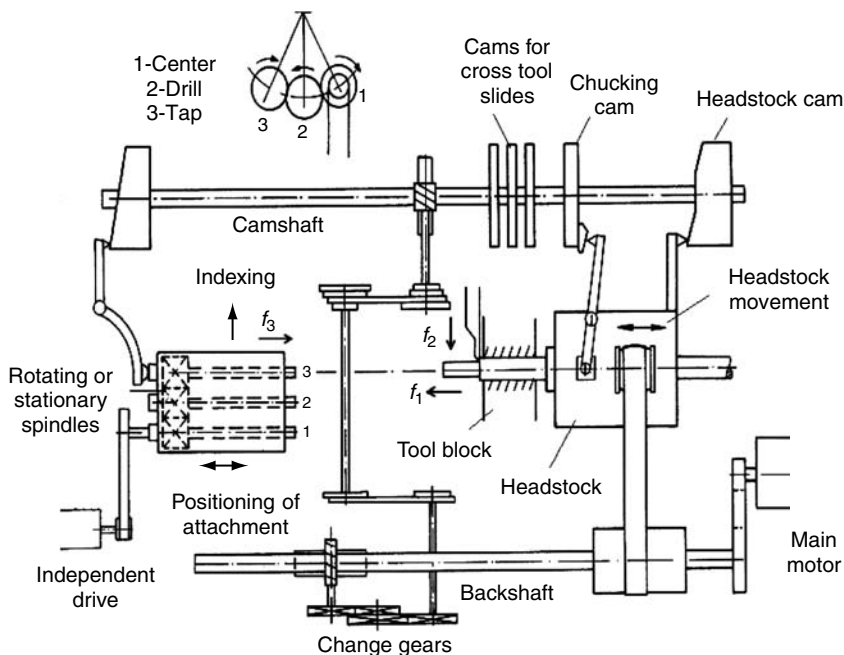 1-Center
2-Drill
3-Tap
1
2
3
Cams for
cross tool
slides
Chucking
cam
Headstock cam
Camshaft
Indexing
f3
f2
f1
Headstock
movement
Rotating or
stationary
spindles
3
2
1
Tool block
Headstock
Positioning of
attachment
Independent
drive
Backshaft
Main
motor
Change gears